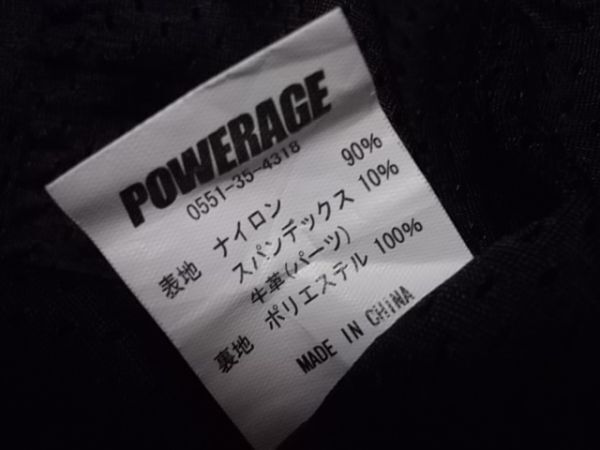 POWERAGE
0551-35-4318
表地 ナイロン 90%
スパンデックス 10%
牛革(パーツ)
裏地 ポリエステル 100%
MADE IN CHINA